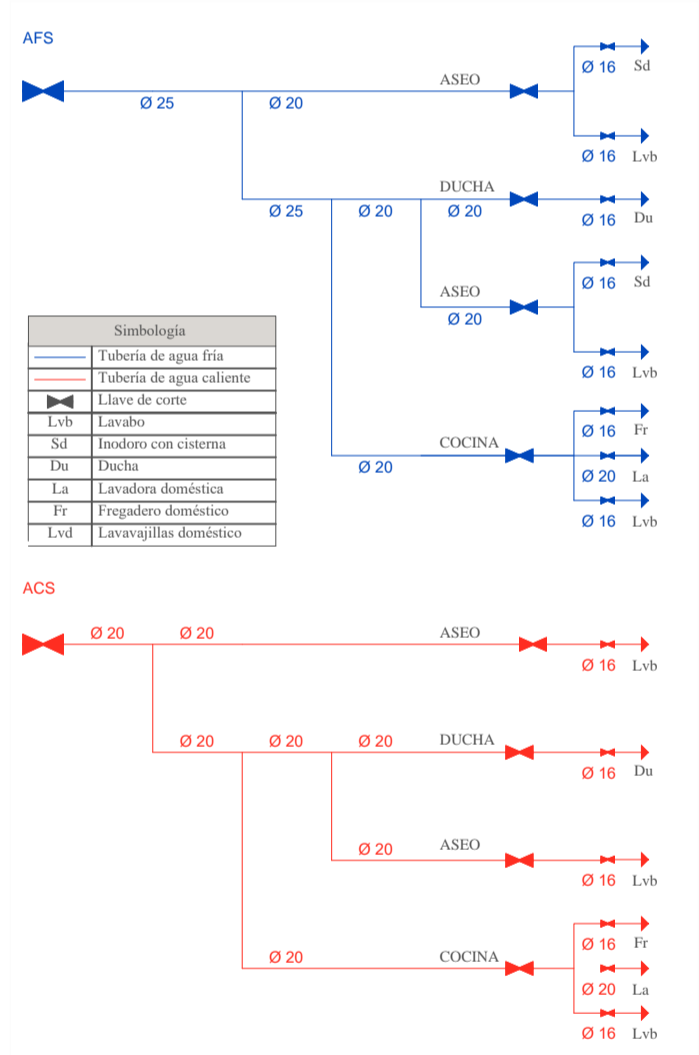 AFS
ASEO
Ø 25
Ø 20
Ø 16
Sd
Ø 16
Lvb
DUCHA
Ø 25
Ø 20
Ø 20
Ø 16
Du
ASEO
Ø 20
Ø 16
Sd
Ø 16
Lvb
COCINA
Ø 20
Ø 16
Fr
Ø 20
La
Ø 16
Lvb
Simbología
Tubería de agua fría
Tubería de agua caliente
Llave de corte
Lvb Lavabo
Sd Inodoro con cisterna
Du Ducha
La Lavadora doméstica
Fr Fregadero doméstico
Lvd Lavavajillas doméstico
ACS
Ø 20
Ø 20
ASEO
Ø 16
Lvb
Ø 20
Ø 20
Ø 20
DUCHA
Ø 16
Du
Ø 20
ASEO
Ø 16
Lvb
Ø 20
COCINA
Ø 16
Fr
Ø 20
La
Ø 16
Lvb